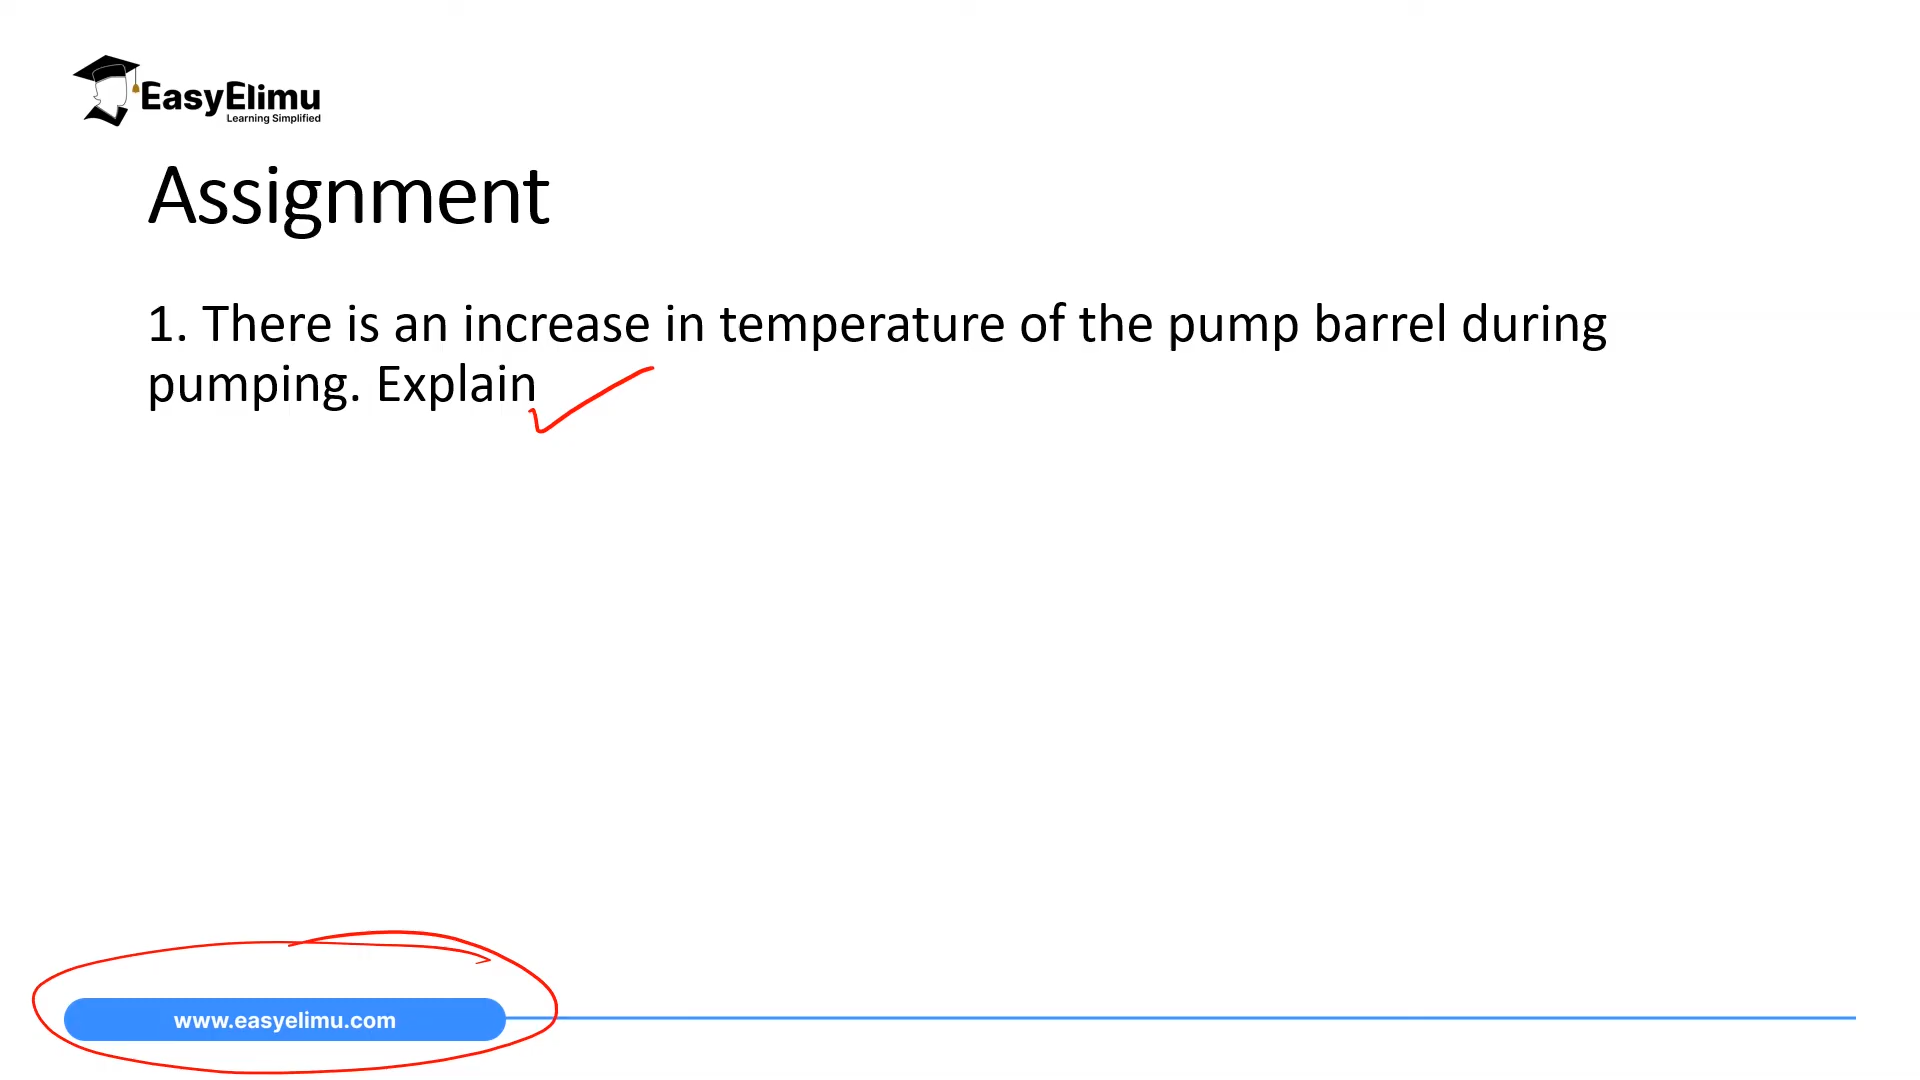 EasyElimu
Learning Simplified
Assignment
1. There is an increase in temperature of the pump barrel during
pumping. Explain
www.easyelimu.com